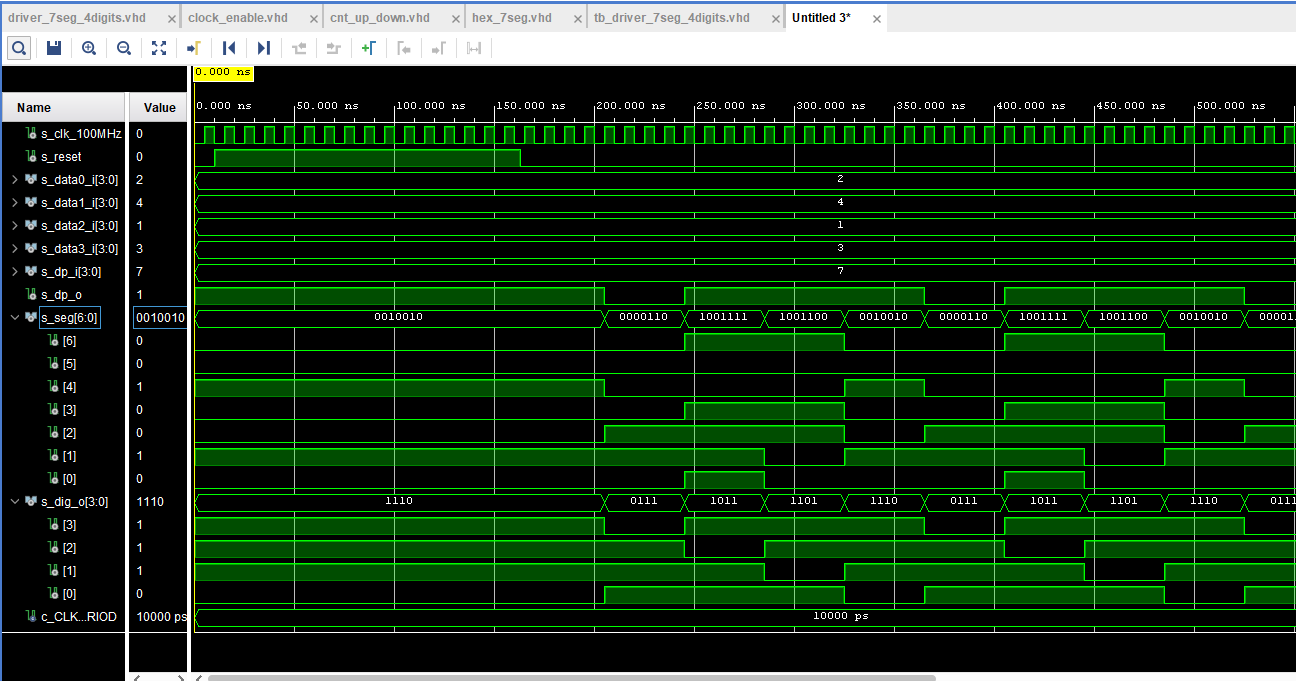 driver_7seg_4digits.vhd × clock_enable.vhd × cnt_up_down.vhd × hex_7seg.vhd × tb_driver_7seg_4digits.vhd × Untitled 3* ×
0.000 ns
Name Value 0.000 ns 50.000 ns 100.000 ns 150.000 ns 200.000 ns 250.000 ns 300.000 ns 350.000 ns 400.000 ns 450.000 ns 500.000 ns
s_clk_100MHz 0
s_reset 0
s_data0_i[3:0] 2 2
s_data1_i[3:0] 4 4
s_data2_i[3:0] 1 1
s_data3_i[3:0] 3 3
s_dp_i[3:0] 7 7
s_dp_o 1
s_seg[6:0] 0010010 0010010 0000110 1001111 1001100 0010010 0000110 1001111 1001100 0010010 00001
[6] 0
[5] 0
[4] 1
[3] 0
[2] 0
[1] 1
[0] 0
s_dig_o[3:0] 1110 1110 0111 1011 1101 1110 0111 1011 1101 1110 0111
[3] 1
[2] 1
[1] 1
[0] 0
c_CLK...RIOD 10000 ps 10000 ps